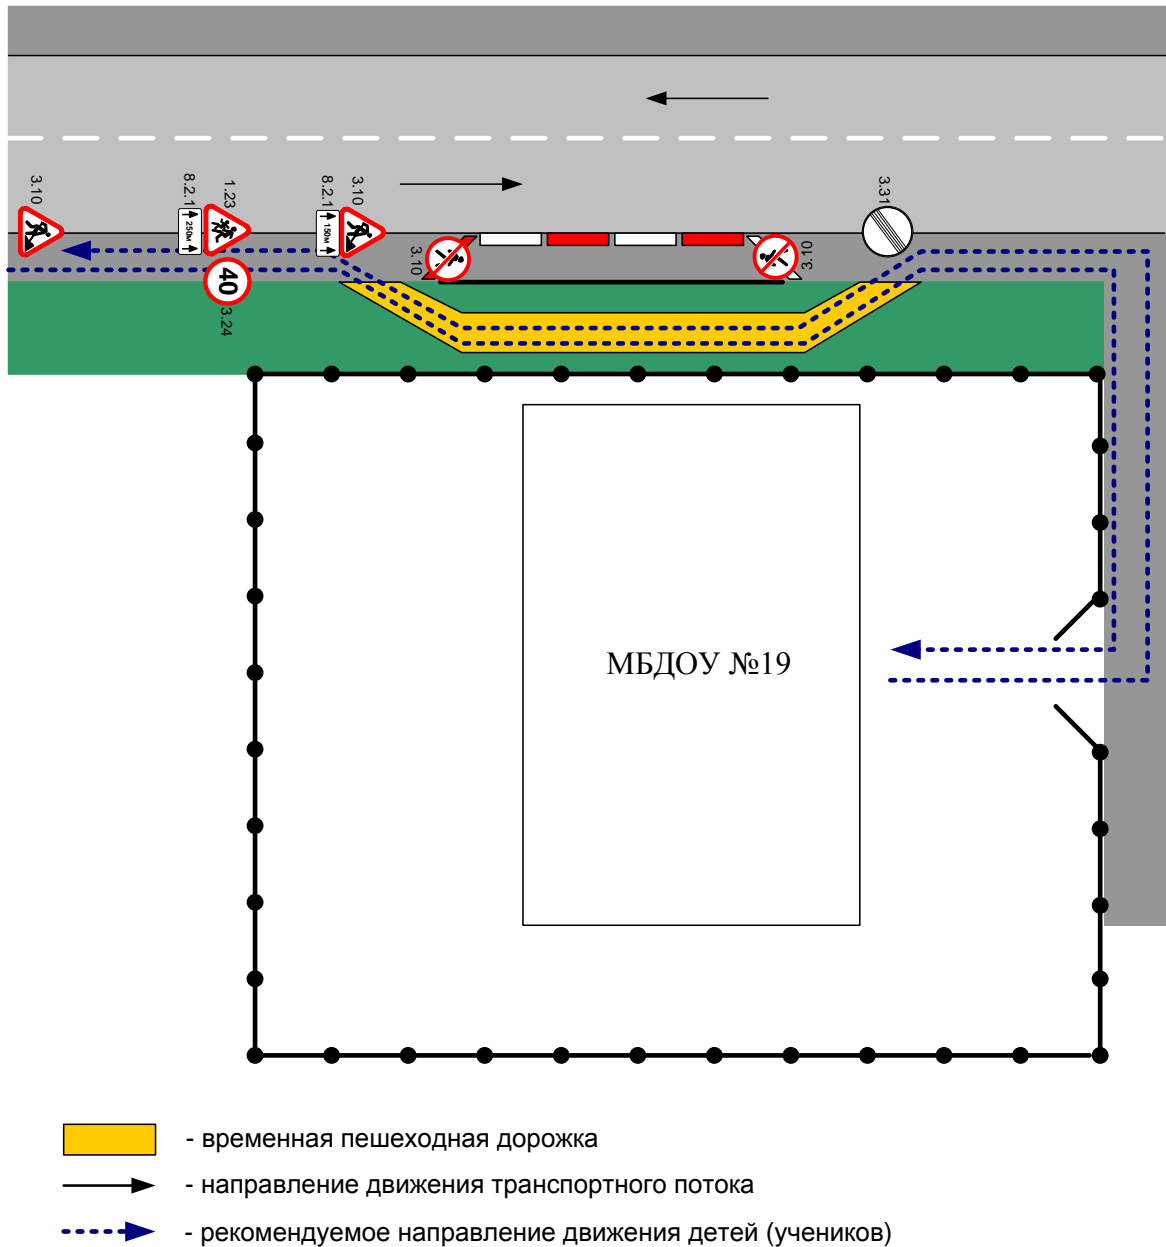 3.10
8.2.1
250м
1.23
40
3.24
8.2.1
150м
3.10
3.10
3.10
3.31
МБДОУ №19
- временная пешеходная дорожка
- направление движения транспортного потока
- рекомендуемое направление движения детей (учеников)